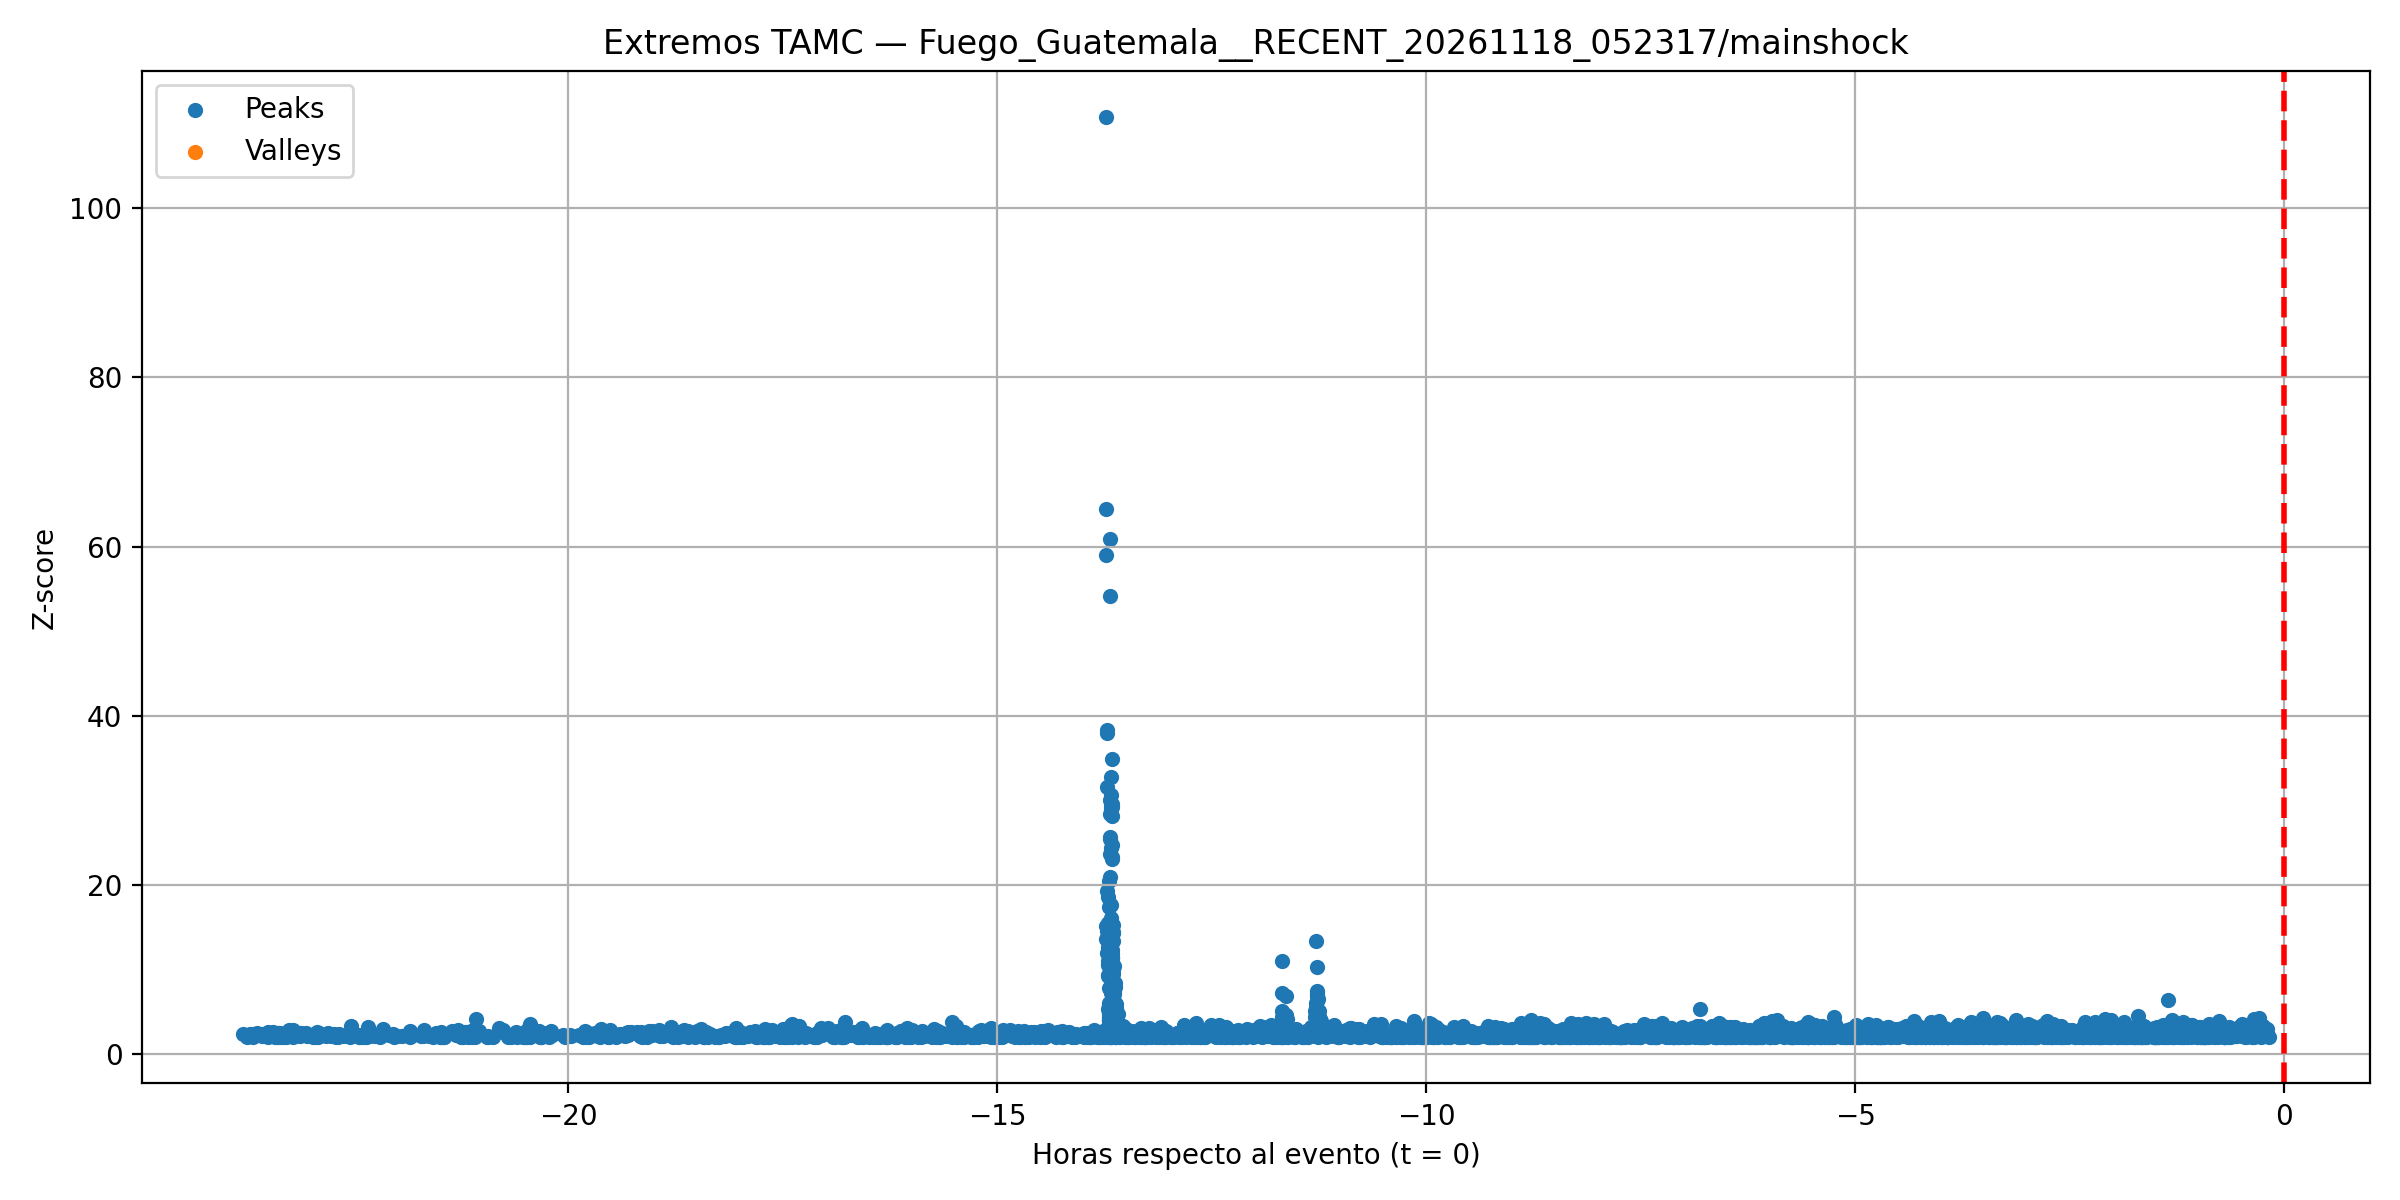 Extremos TAMC — Fuego_Guatemala__RECENT_20261118_052317/mainshock
Peaks
Valleys
100
80
60
40
20
0
Z-score
−20
−15
−10
−5
0
Horas respecto al evento (t = 0)